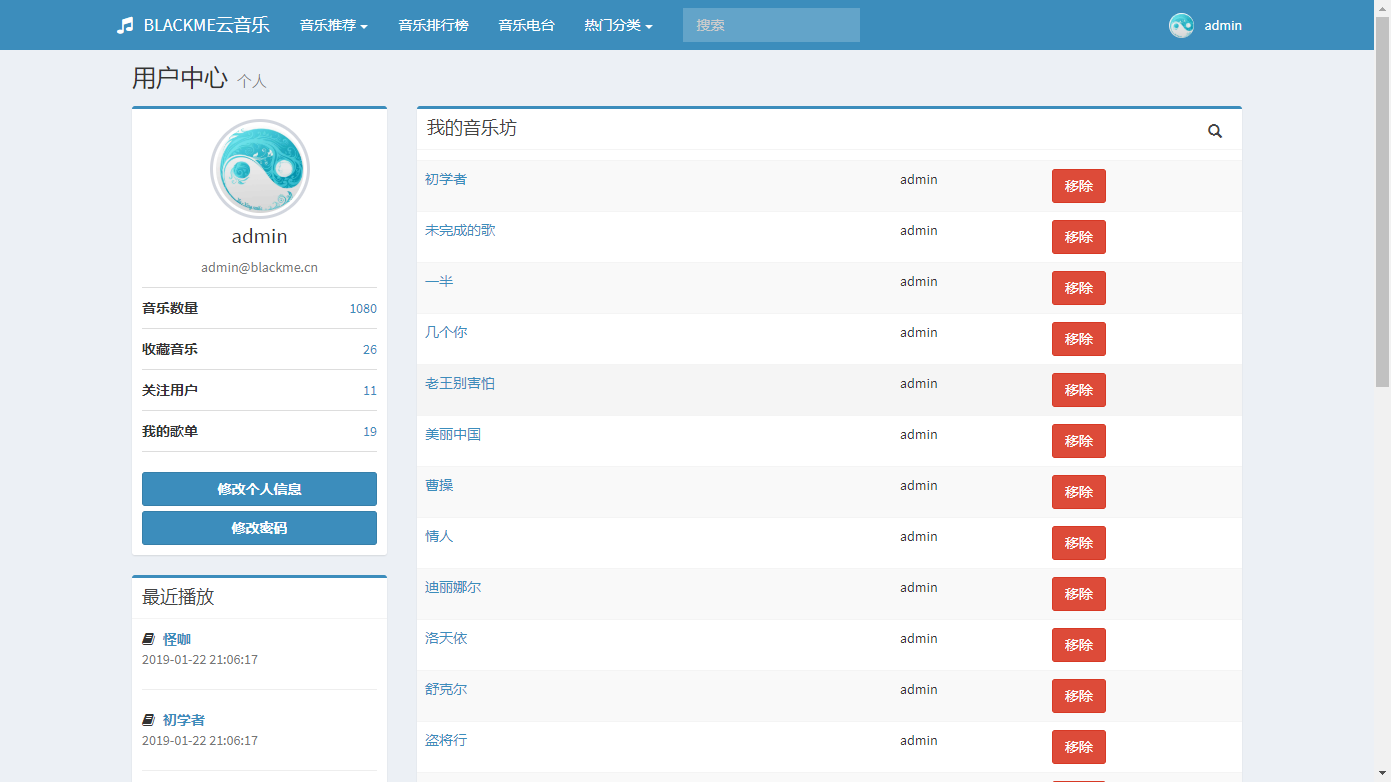 BLACKME云音乐 音乐推荐 音乐排行榜 音乐电台 热门分类 搜索 admin
用户中心 个人
admin
admin@blackme.cn
音乐数量 1080
收藏音乐 26
关注用户 11
我的歌单 19
修改个人信息
修改密码
最近播放
怪咖
2019-01-22 21:06:17
初学者
2019-01-22 21:06:17
我的音乐坊
初学者 admin 移除
未完成的歌 admin 移除
一半 admin 移除
几个你 admin 移除
老王别害怕 admin 移除
美丽中国 admin 移除
曹操 admin 移除
情人 admin 移除
迪丽娜尔 admin 移除
洛天依 admin 移除
舒克尔 admin 移除
盗将行 admin 移除